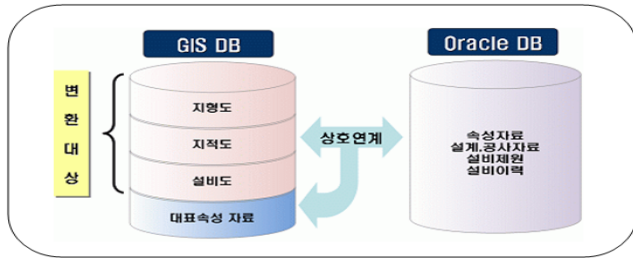 GIS DB
Oracle DB
변
환
대
상
지형도
지적도
설비도
대표속성 자료
상호연계
속성자료
설계,공사자료
설비제원
설비이력